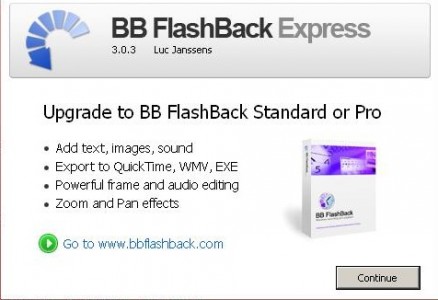 BB FlashBack Express
3.0.3 Luc Janssens
Upgrade to BB FlashBack Standard or Pro
Add text, images, sound
Export to QuickTime, WMV, EXE
Powerful frame and audio editing
Zoom and Pan effects
BB FlashBack
Go to www.bbflashback.com
Continue